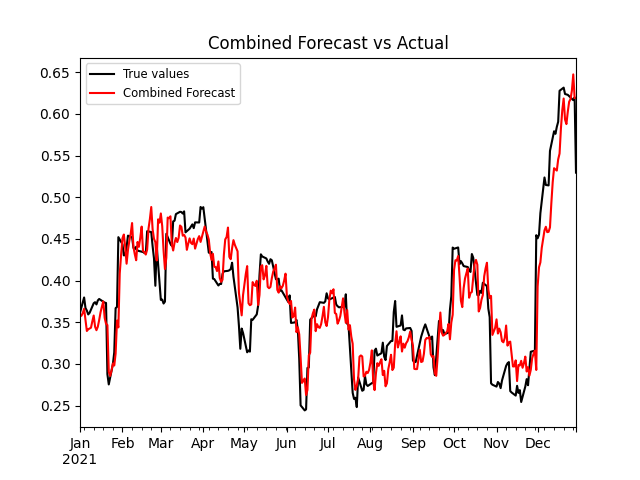 Combined Forecast vs Actual
True values
Combined Forecast
0.65
0.60
0.55
0.50
0.45
0.40
0.35
0.30
0.25
Jan Feb Mar Apr May Jun Jul Aug Sep Oct Nov Dec
2021